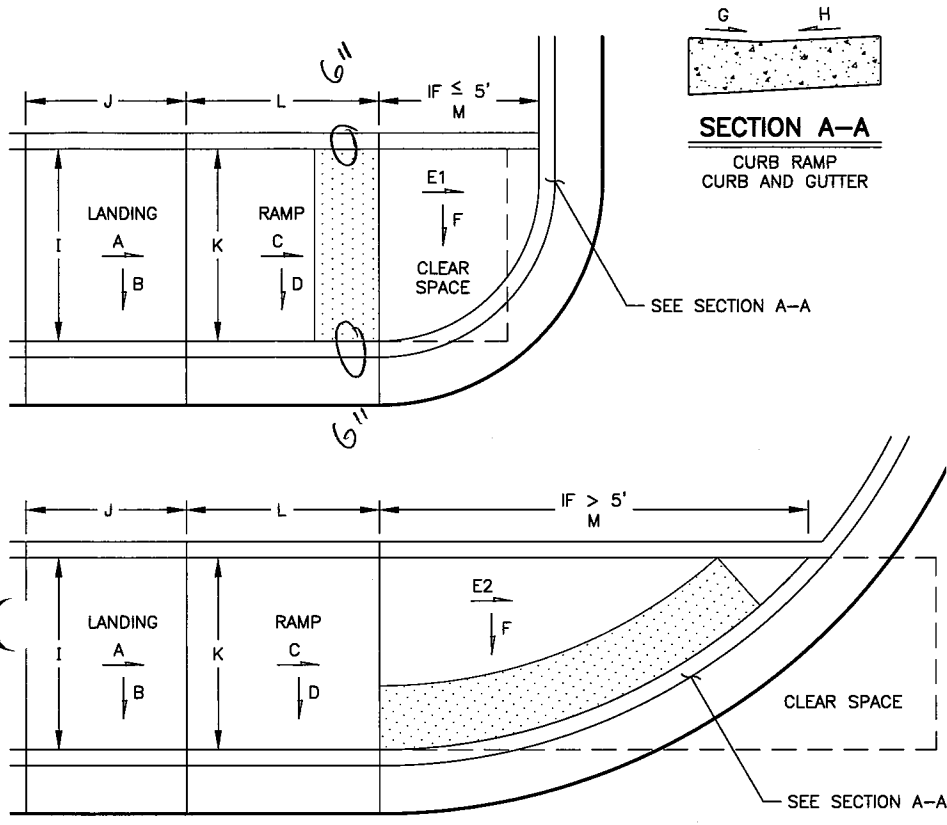 G
H
SECTION A-A
CURB RAMP
CURB AND GUTTER
6"
J
L
IF ≤ 5'
M
LANDING
A
B
I
K
RAMP
C
D
E1
F
CLEAR
SPACE
SEE SECTION A-A
6"
J
L
IF > 5'
M
LANDING
A
B
I
K
RAMP
C
D
E2
F
CLEAR SPACE
SEE SECTION A-A